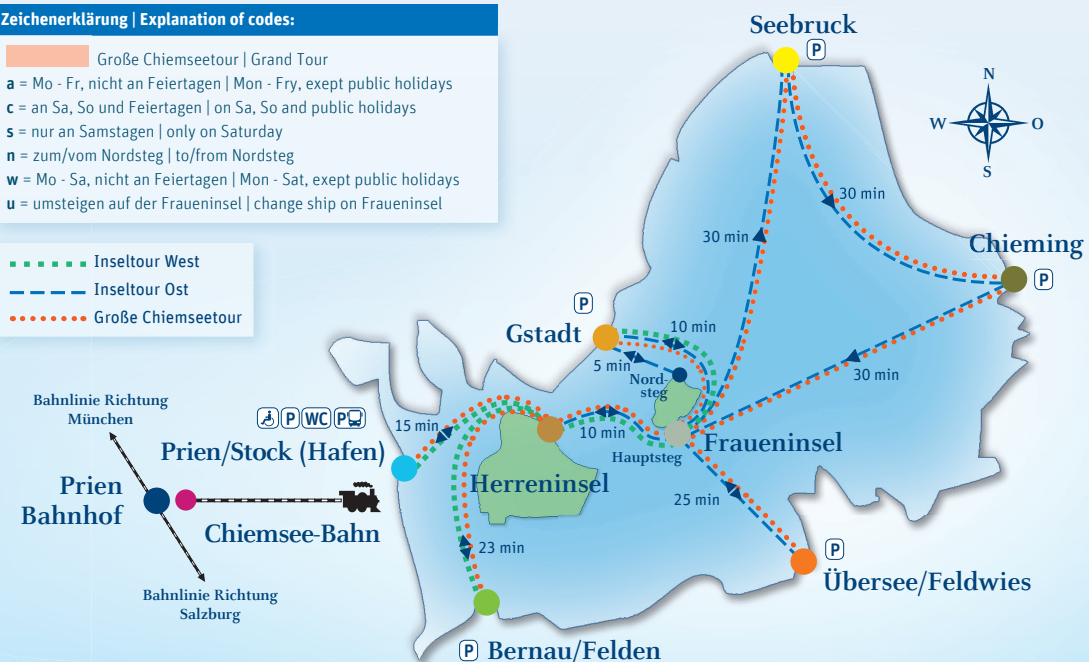 Zeichenerklärung | Explanation of codes:
Große Chiemseetour | Grand Tour
a = Mo - Fr, nicht an Feiertagen | Mon - Fry, exept public holidays
c = an Sa, So und Feiertagen | on Sa, So and public holidays
s = nur an Samstagen | only on Saturday
n = zum/vom Nordsteg | to/from Nordsteg
w = Mo - Sa, nicht an Feiertagen | Mon - Sat, exept public holidays
u = umsteigen auf der Fraueninsel | change ship on Fraueninsel
Inseltour West
Inseltour Ost
Große Chiemseetour
Seebruck
P
N
W
O
S
30 min
30 min
Chieming
P
30 min
P
Gstadt
10 min
5 min
Nord-
steg
Fraueninsel
Hauptsteg
10 min
Herreninsel
15 min
P WC P
Prien/Stock (Hafen)
Bahnlinie Richtung
München
Prien
Bahnhof
Chiemsee-Bahn
Bahnlinie Richtung
Salzburg
23 min
25 min
P
Übersee/Feldwies
P Bernau/Felden